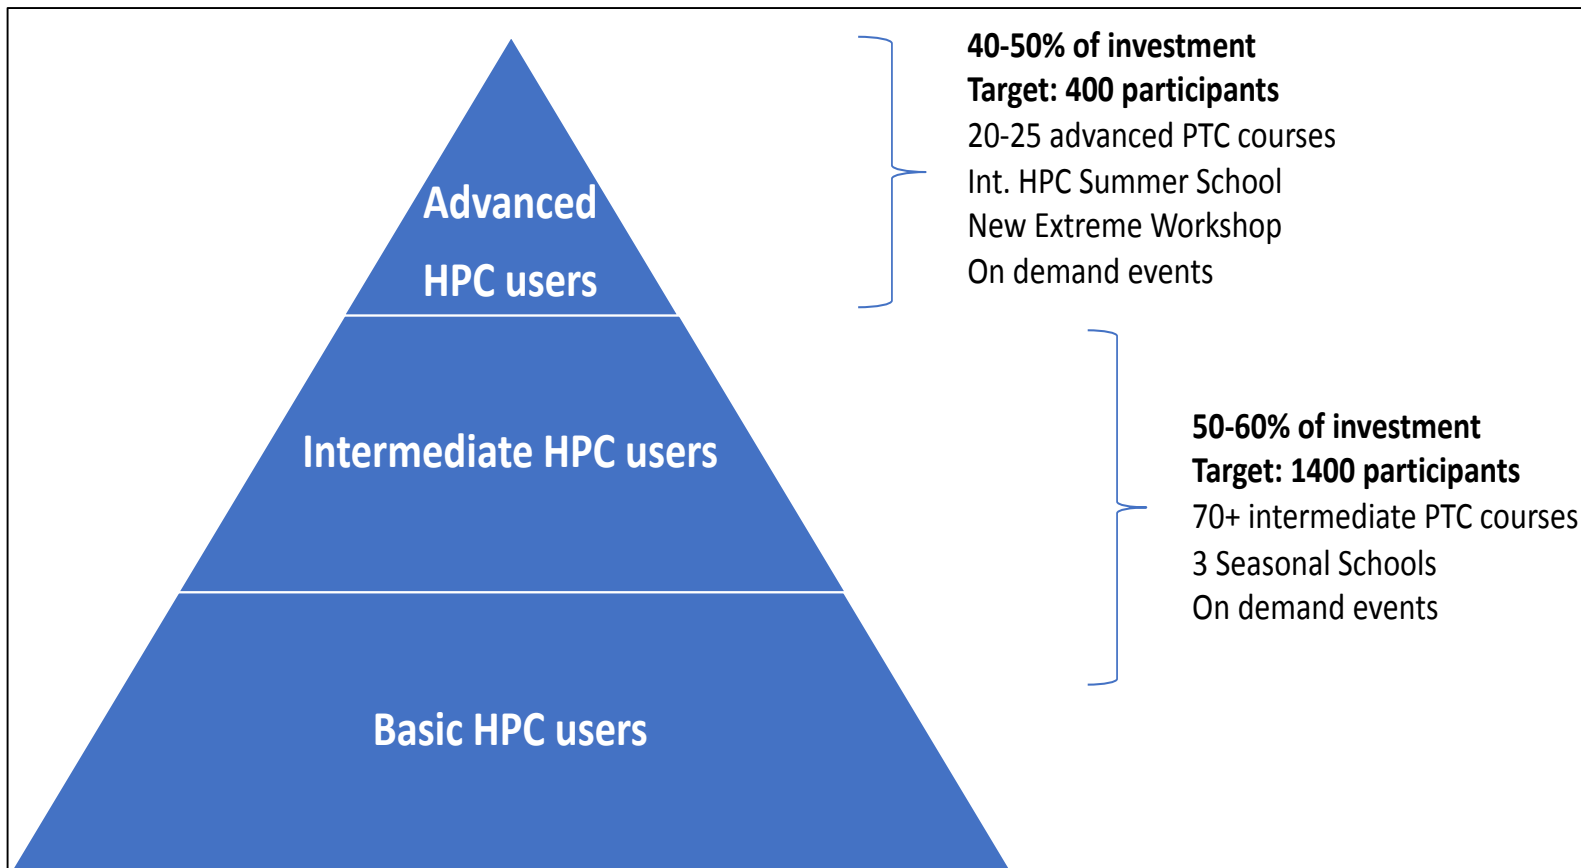 Advanced
HPC users
Intermediate HPC users
Basic HPC users
40-50% of investment
Target: 400 participants
20-25 advanced PTC courses
Int. HPC Summer School
New Extreme Workshop
On demand events
50-60% of investment
Target: 1400 participants
70+ intermediate PTC courses
3 Seasonal Schools
On demand events